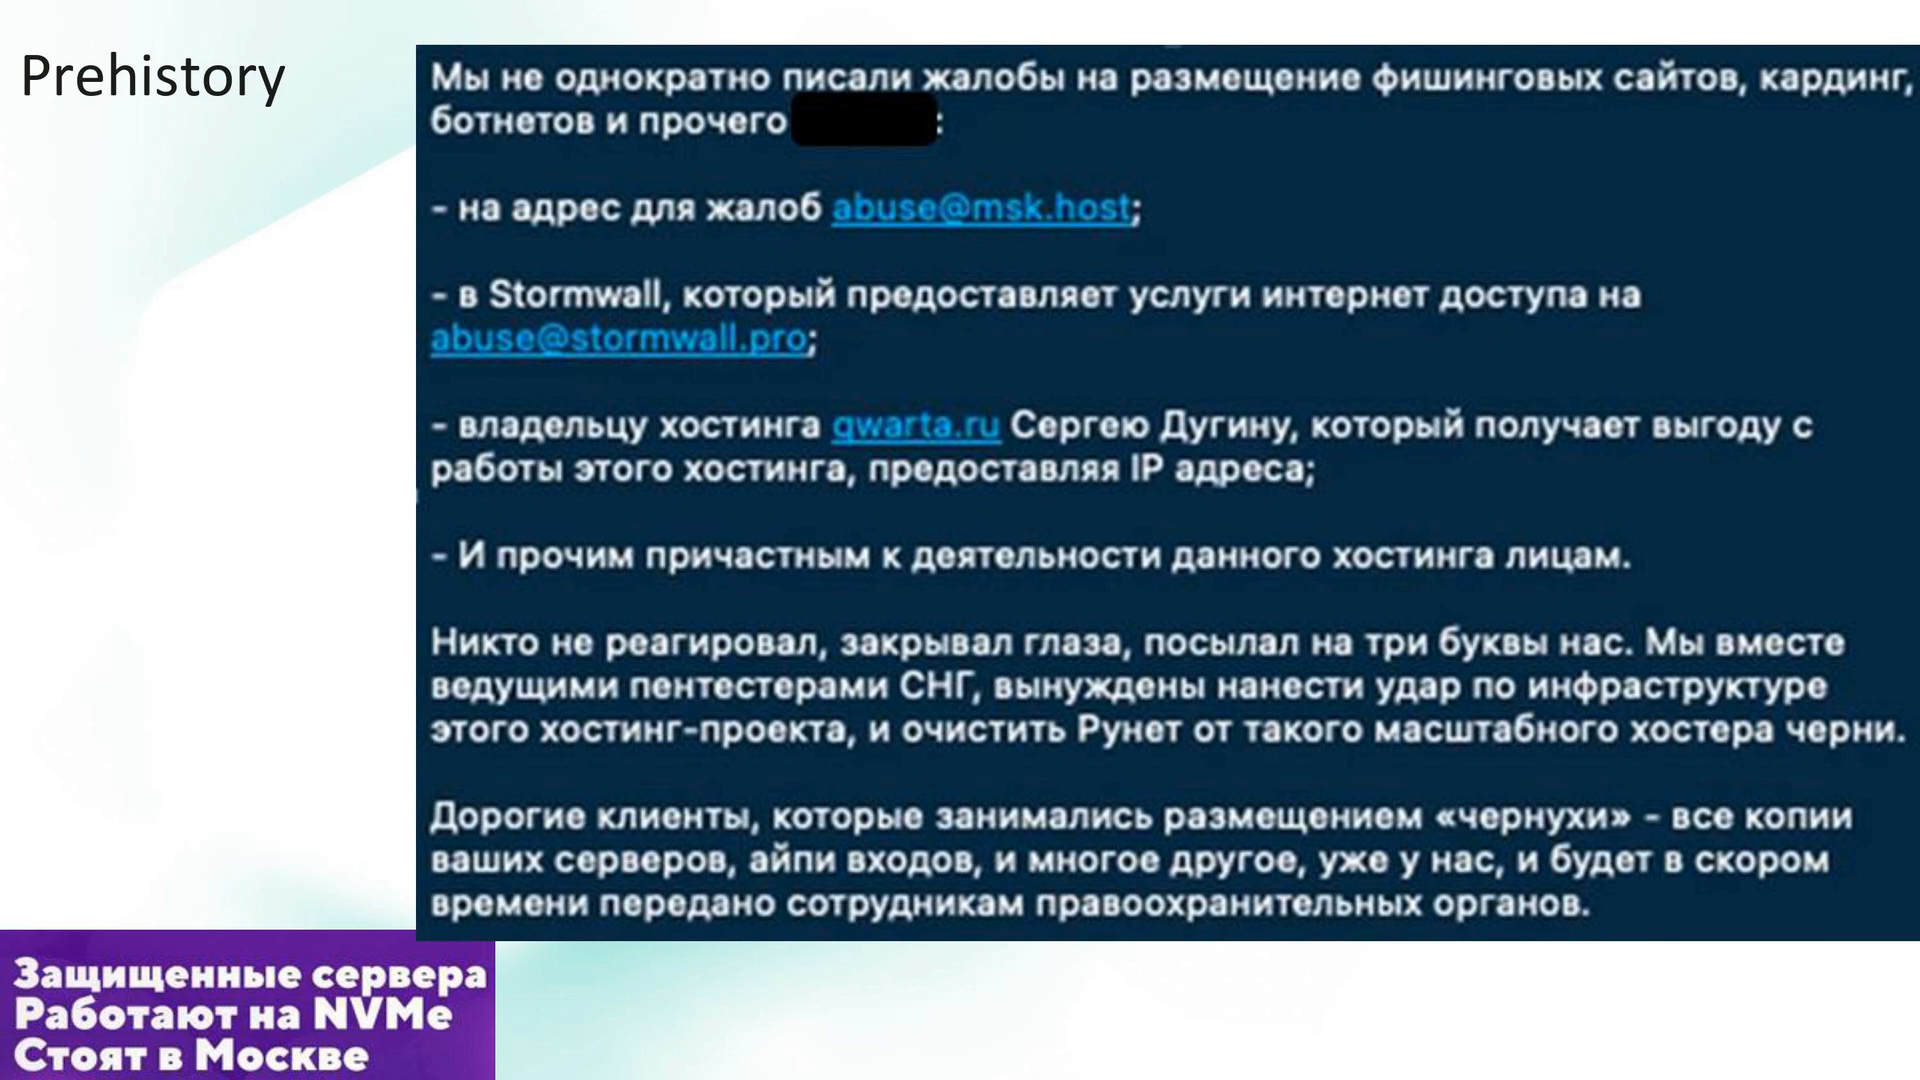 Prehistory
Мы не однократно писали жалобы на размещение фишинговых сайтов, кардинг,
ботнетов и прочего :
- на адрес для жалоб abuse@msk.host;
- в Stormwall, который предоставляет услуги интернет доступа на
abuse@stormwall.pro;
- владельцу хостинга qwarta.ru Сергею Дугину, который получает выгоду с
работы этого хостинга, предоставляя IP адреса;
- И прочим причастным к деятельности данного хостинга лицам.
Никто не реагировал, закрывал глаза, посылал на три буквы нас. Мы вместе
ведущими пентестерами СНГ, вынуждены нанести удар по инфраструктуре
этого хостинг-проекта, и очистить Рунет от такого масштабного хостера черни.
Дорогие клиенты, которые занимались размещением «чернухи» - все копии
ваших серверов, айпи входов, и многое другое, уже у нас, и будет в скором
времени передано сотрудникам правоохранительных органов.
Защищенные сервера
Работают на NVMe
Стоят в Москве